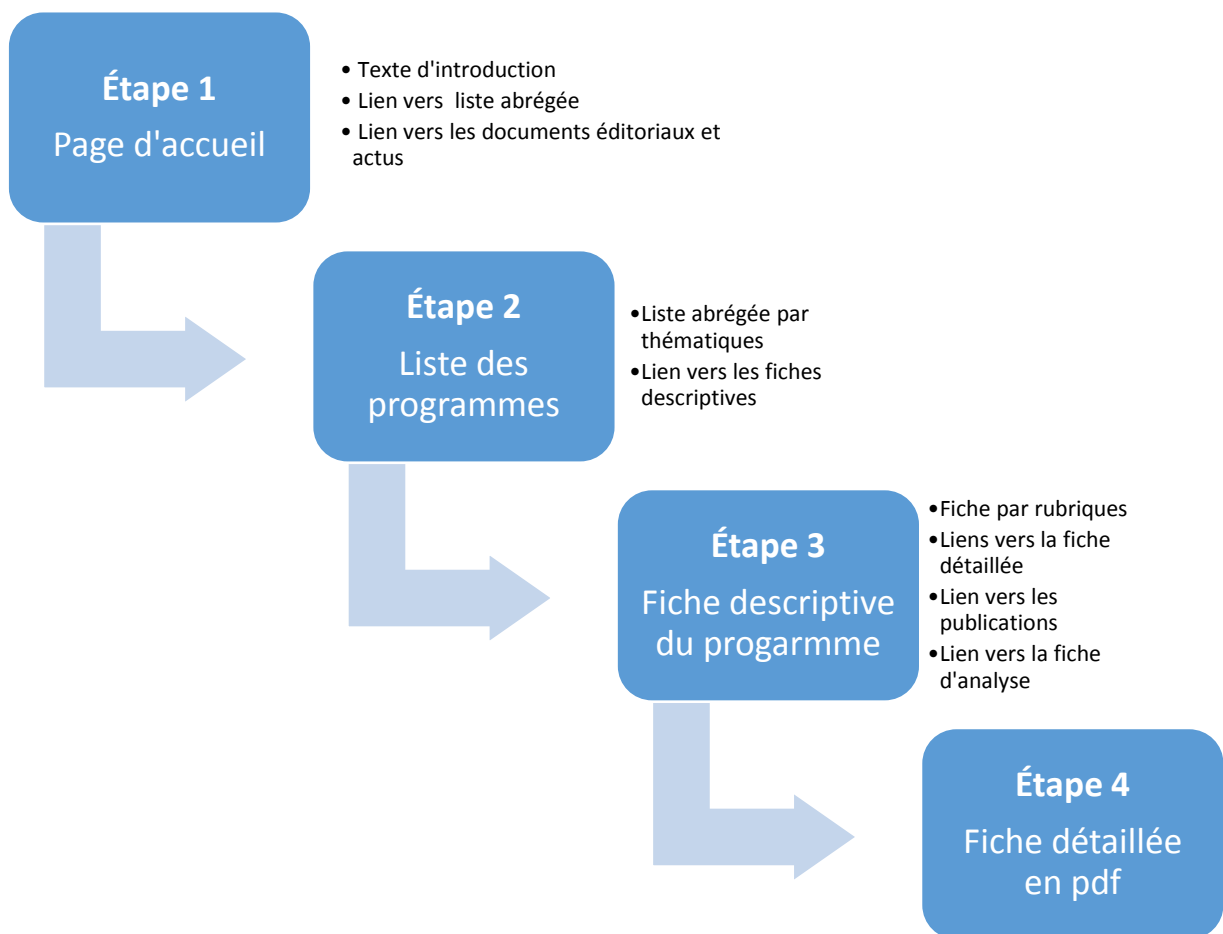 Étape 1
Page d'accueil
• Texte d'introduction
• Lien vers  liste abrégée
• Lien vers les documents éditoriaux et
actus
Étape 2
Liste des
programmes
•Liste abrégée par
thématiques
•Lien vers les fiches
descriptives
Étape 3
Fiche descriptive
du progarmme
•Fiche par rubriques
•Liens vers la fiche
détaillée
•Lien vers les
publications
•Lien vers la fiche
d'analyse
Étape 4
Fiche détaillée
en pdf